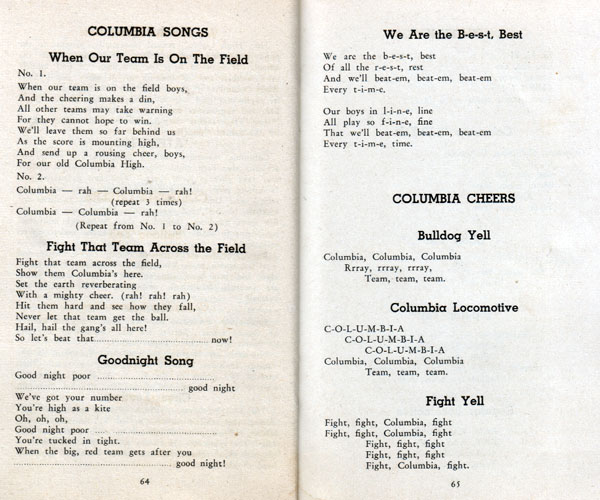 COLUMBIA SONGS
When Our Team Is On The Field
No. 1.
When our team is on the field boys,
And the cheering makes a din,
All other teams may take warning
For they cannot hope to win.
We'll leave them so far behind us
As the score is mounting high,
And send up a rousing cheer, boys,
For our old Columbia High.
No. 2.
Columbia — rah — Columbia — rah!
(repeat 3 times)
Columbia — Columbia — rah!
(Repeat from No. 1 to No. 2)
Fight That Team Across the Field
Fight that team across the field,
Show them Columbia's here.
Set the earth reverberating
With a mighty cheer. (rah! rah! rah)
Hit them hard and see how they fall,
Never let that team get the ball.
Hail, hail the gang's all here!
So let's beat that.............................. now!
Goodnight Song
Good night poor ..............................
.............................. good night
We've got your number
You're high as a kite
Oh, oh, oh,
Good night poor .... ..............................
You're tucked in tight.
When the big, red team gets after you
.............................. good night!
64
We Are the B-e-s-t, Best
We are the b-e-s-t, best
Of all the r-e-s-t, rest
And we'll beat-em, beat-em, beat-em
Every t-i-m-e.
Our boys in l-i-n-e, line
All play so f-i-n-e, fine
That we'll beat-em, beat-em, beat-em
Every t-i-m-e, time.
COLUMBIA CHEERS
Bulldog Yell
Columbia, Columbia, Columbia
Rrray, rrray, rrray,
Team, team, team.
Columbia Locomotive
C-O-L-U-M-B-I-A
C-O-L-U-M-B-I-A
C-O-L-U-M-B-I-A
Columbia, Columbia, Columbia
Team, team, team.
Fight Yell
Fight, fight, Columbia, fight
Fight, fight, Columbia, fight
Fight, fight, fight
Fight, fight, fight
Fight, Columbia, fight.
65